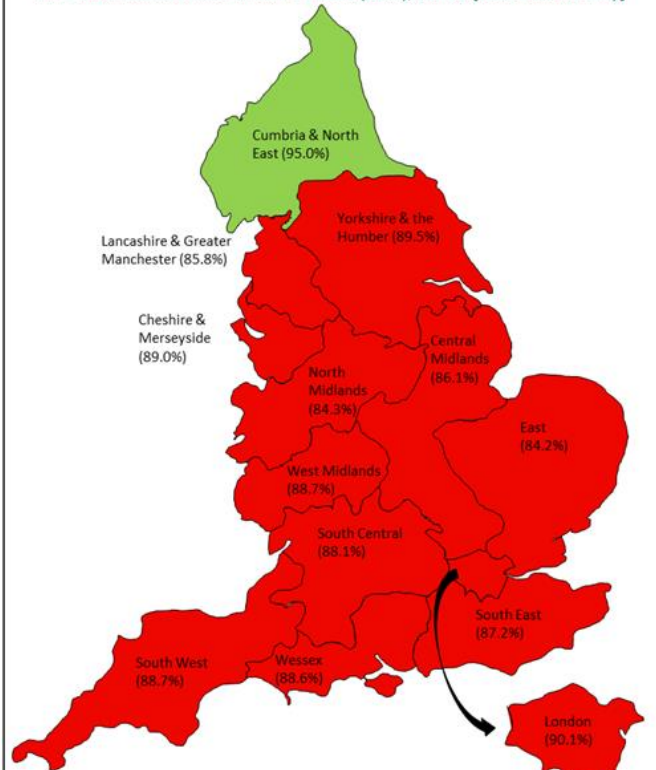 Cumbria & North
East (95.0%)
Yorkshire & the
Humber (89.5%)
Lancashire & Greater
Manchester (85.8%)
Cheshire &
Merseyside
(89.0%)
Central
Midlands
(86.1%)
North
Midlands
(84.3%)
East
(84.2%)
West Midlands
(88.7%)
South Central
(88.1%)
South East
(87.2%)
South West
(88.7%)
Wessex
(88.6%)
London
(90.1%)